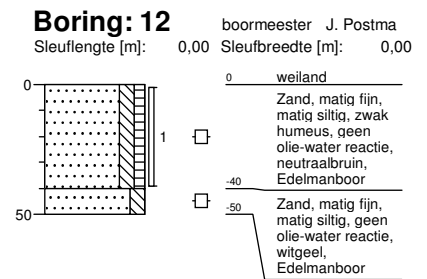 Boring: 12 boormeester J. Postma
Sleuflengte [m]: 0,00 Sleufbreedte [m]: 0,00
0 0 weiland
Zand, matig fijn,
matig siltig, zwak
humeus, geen
1 olie-water reactie,
neutraalbruin,
Edelmanboor
-40
50 -50 Zand, matig fijn,
matig siltig, geen
olie-water reactie,
witgeel,
Edelmanboor